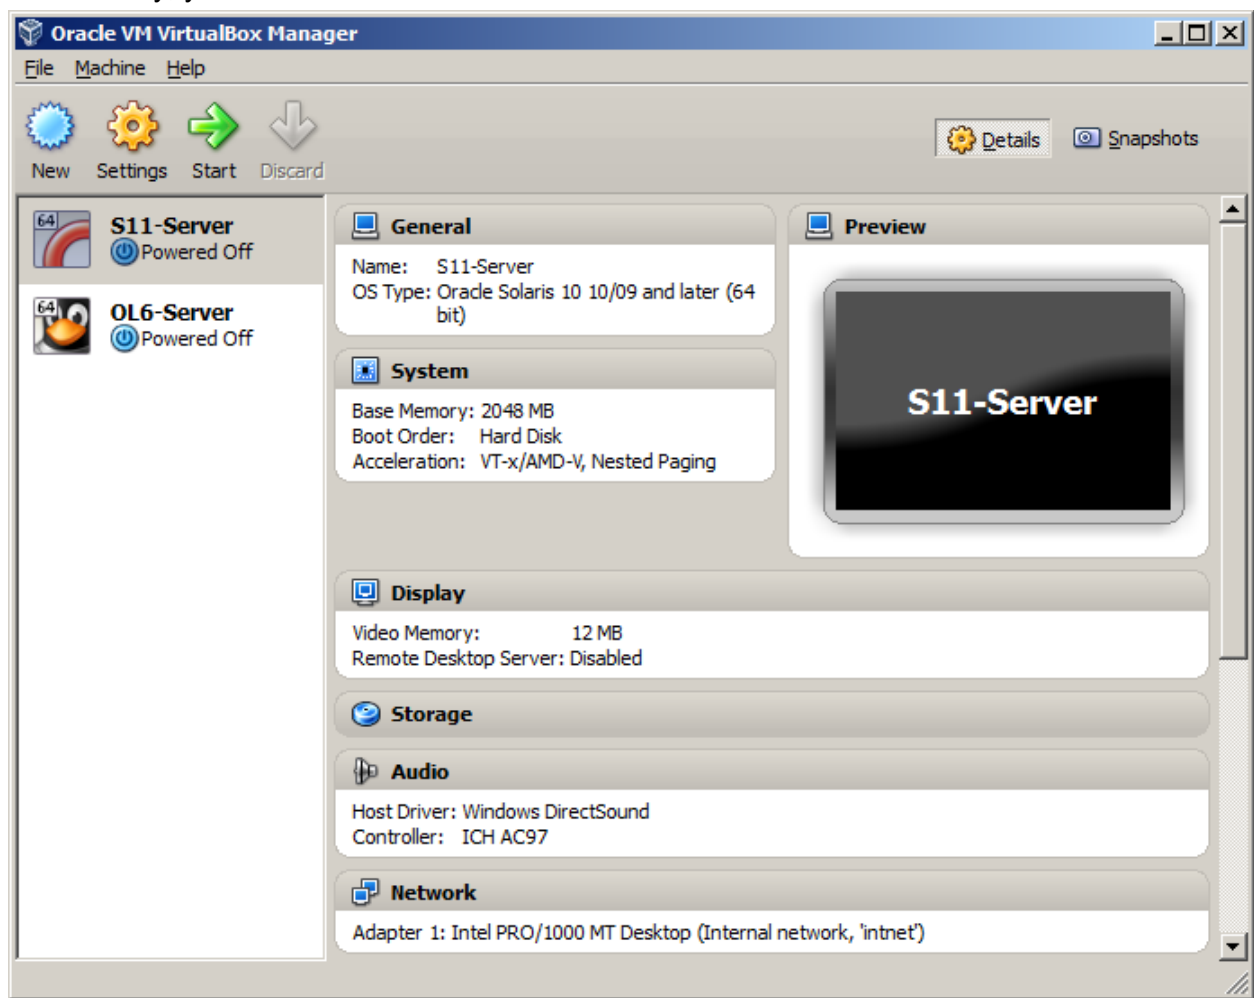 Oracle VM VirtualBox Manager
File Machine Help
New Settings Start Discard
Details Snapshots
64
S11-Server
Powered Off
64
OL6-Server
Powered Off
General
Name: S11-Server
OS Type: Oracle Solaris 10 10/09 and later (64
bit)
System
Base Memory: 2048 MB
Boot Order: Hard Disk
Acceleration: VT-x/AMD-V, Nested Paging
Preview
S11-Server
Display
Video Memory: 12 MB
Remote Desktop Server: Disabled
Storage
Audio
Host Driver: Windows DirectSound
Controller: ICH AC97
Network
Adapter 1: Intel PRO/1000 MT Desktop (Internal network, 'intnet')